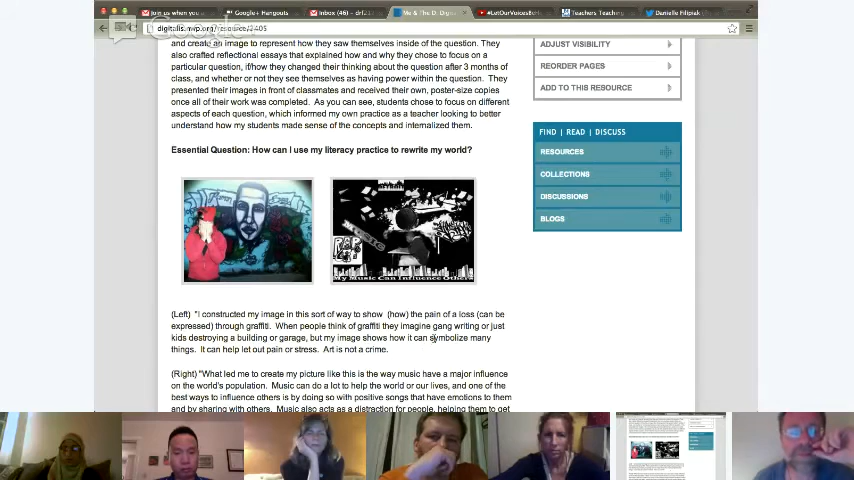 Join us when you
Google+ Hangouts
Inbox (46) - drf2
Me & The D. Digital
#LetOurVoicesE
Teachers Teaching
Danielle Filipiak
digitalis.nwp.org/resource/2405
Google
and create an image to represent how they saw themselves inside of the question. They
also crafted reflectional essays that explained how and why they chose to focus on a
particular question, if/how they changed their thinking about the question after 3 months of
class, and whether or not they see themselves as having power within the question. They
presented their images in front of classmates and received their own, poster-size copies
once all of their work was completed. As you can see, students chose to focus on different
aspects of each question, which informed my own practice as a teacher looking to better
understand how my students made sense of the concepts and internalized them.
Essential Question: How can I use my literacy practice to rewrite my world?
MUSIC
RAP
My Music Can Influence Others
(Left) "I constructed my image in this sort of way to show (how) the pain of a loss (can be
expressed) through graffiti. When people think of graffiti they imagine gang writing or just
kids destroying a building or garage, but my image shows how it can symbolize many
things. It can help let out pain or stress. Art is not a crime.
(Right) "What led me to create my picture like this is the way music have a major influence
on the world's population. Music can do a lot to help the world or our lives, and one of the
best ways to influence others is by doing so with positive songs that have emotions to them
and by sharing with others. Music also acts as a distraction for people, helping them to get
ADJUST VISIBILITY
REORDER PAGES
ADD TO THIS RESOURCE
FIND | READ | DISCUSS
RESOURCES
COLLECTIONS
DISCUSSIONS
BLOGS